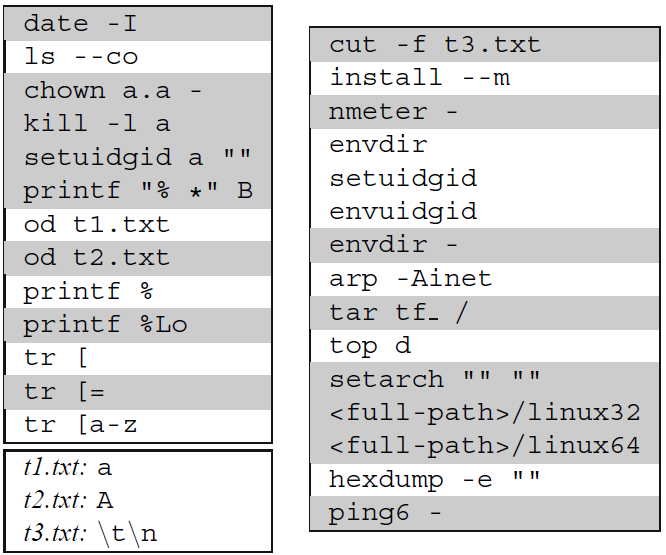 date -I
ls --co
chown a.a -
kill -l a
setuidgid a ""
printf "% *" B
od t1.txt
od t2.txt
printf %
printf %Lo
tr [
tr [=
tr [a-z
t1.txt: a
t2.txt: A
t3.txt: \t\n
cut -f t3.txt
install --m
nmeter -
envdir
setuidgid
envuidgid
envdir -
arp -Ainet
tar tf_ /
top d
setarch "" ""
<full-path>/linux32
<full-path>/linux64
hexdump -e ""
ping6 -